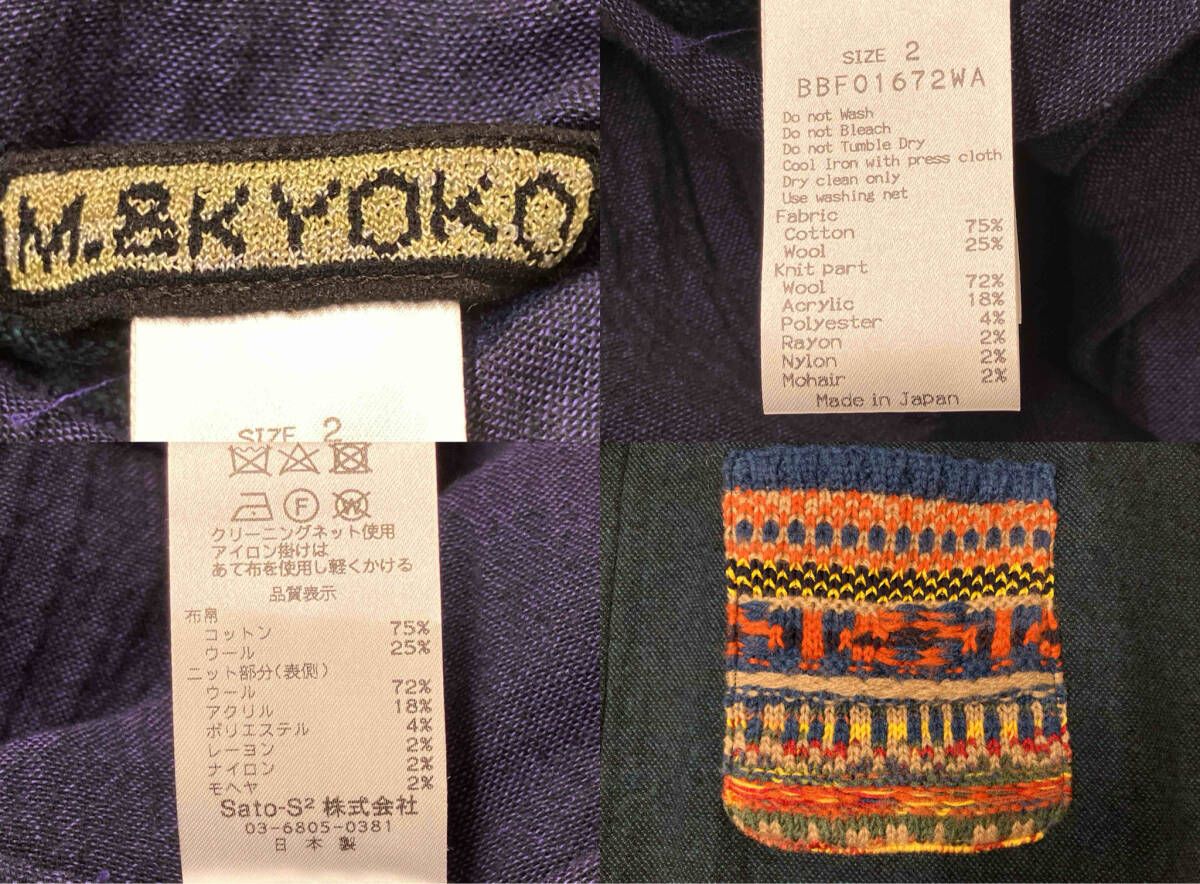 M.&KYOKO
SIZE 2
SIZE 2
BBF01672WA
Do not Wash
Do not Bleach
Do not Tumble Dry
Cool Iron with press cloth
Dry clean only
Use washing net
Fabric
Cotton 75%
Wool 25%
Knit part
Wool 72%
Acrylic 18%
Polyester 4%
Rayon 2%
Nylon 2%
Mohair 2%
Made in Japan
F W
クリーニングネット使用
アイロン掛けは
あて布を使用し軽くかける
品質表示
布帛
コットン 75%
ウール 25%
ニット部分(表側)
ウール 72%
アクリル 18%
ポリエステル 4%
レーヨン 2%
ナイロン 2%
モヘヤ 2%
Sato-S² 株式会社
03-6805-0381
日本製